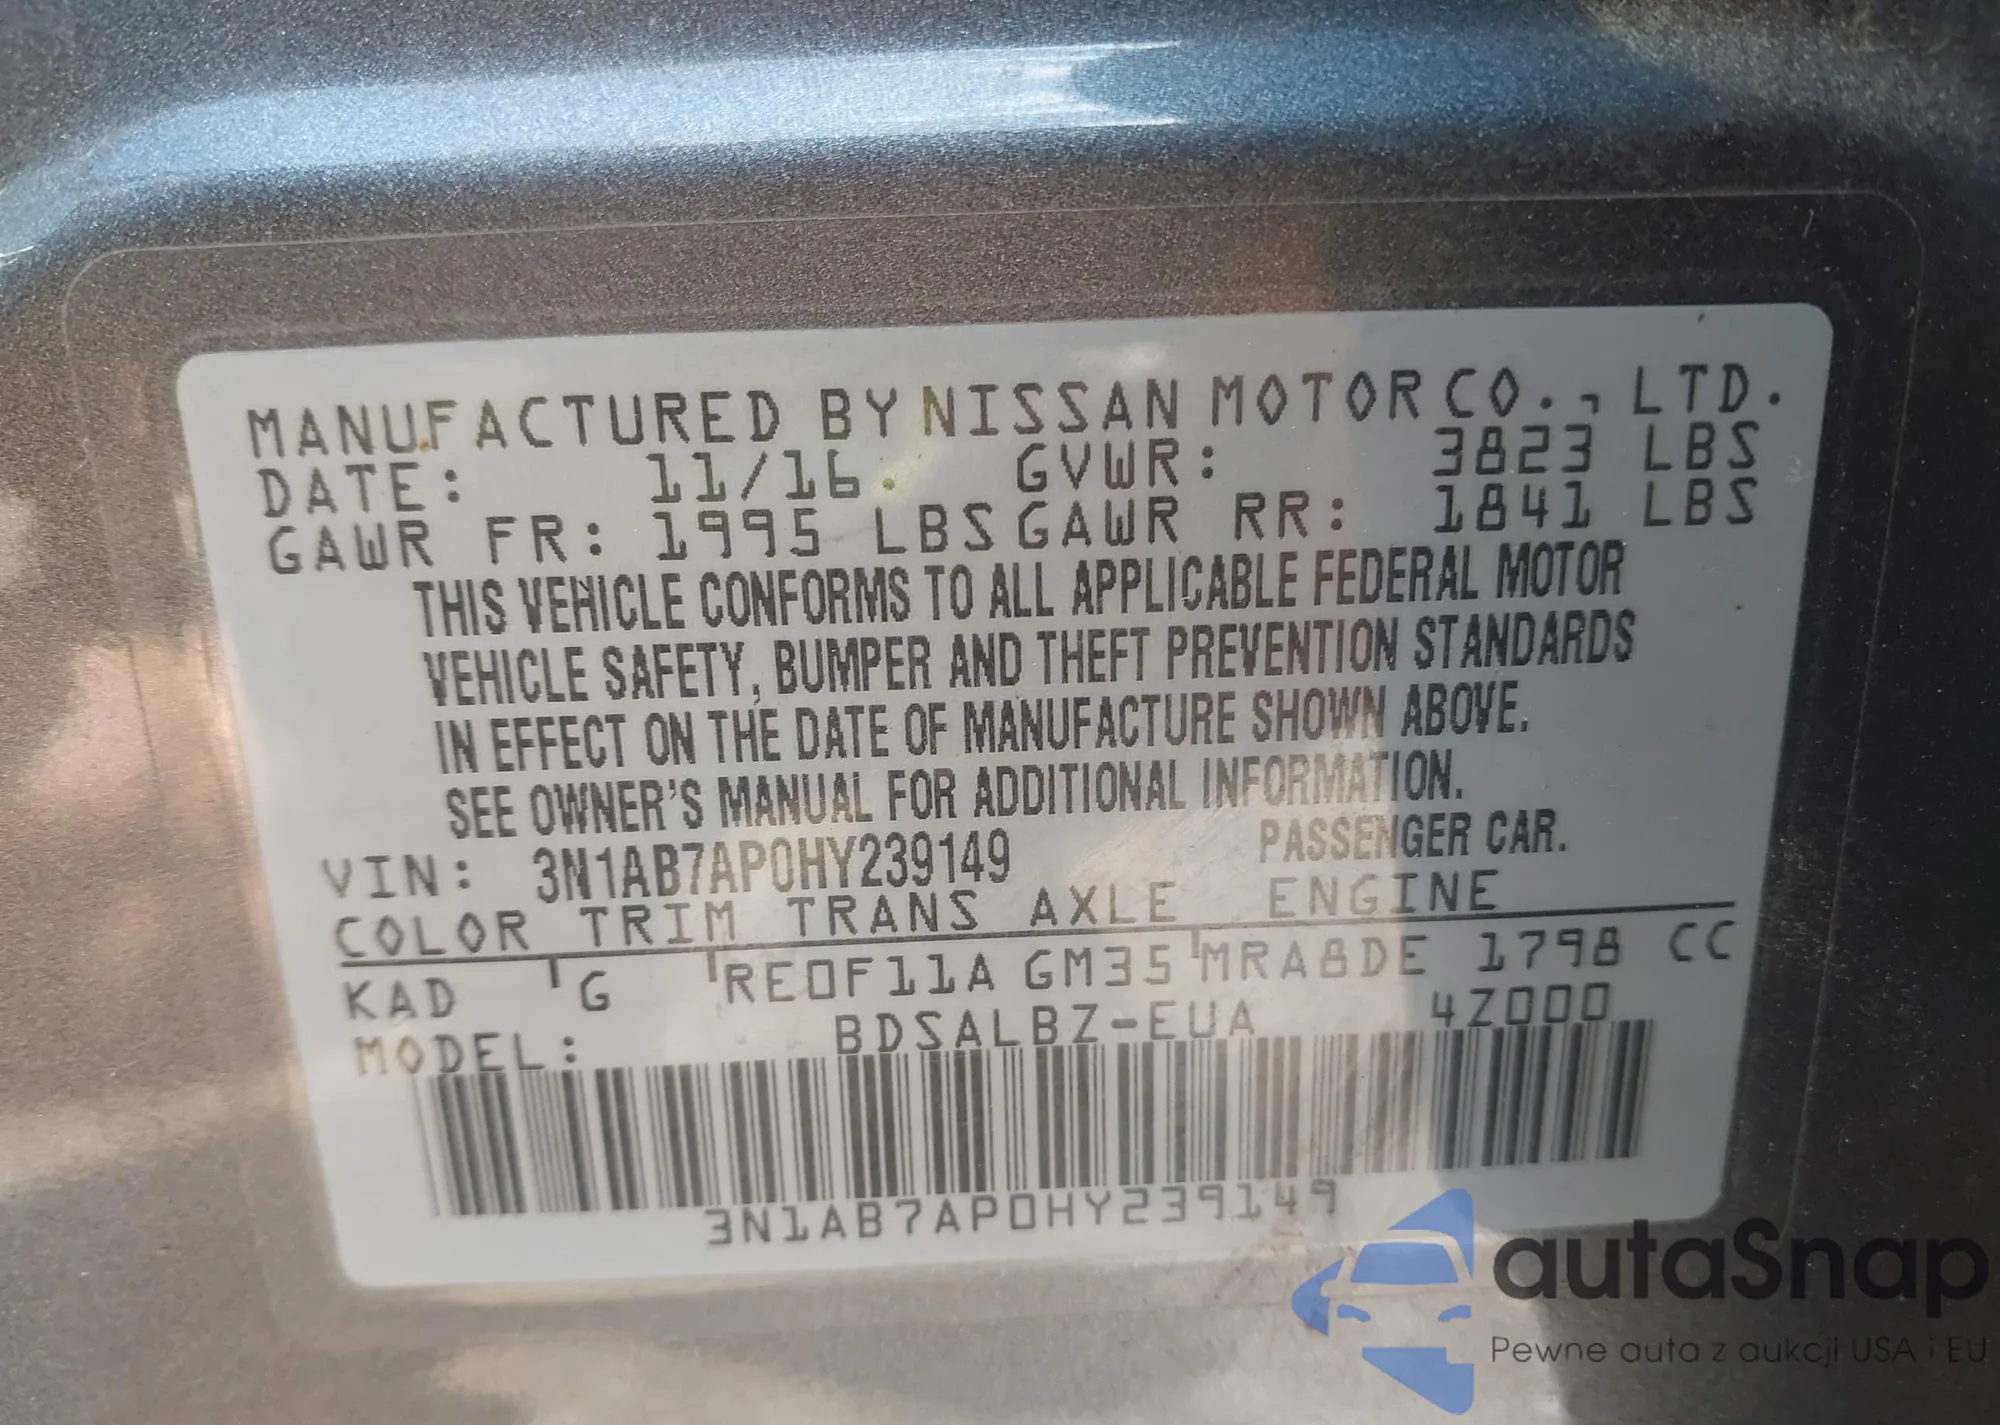 MANUFACTURED BY NISSAN MOTOR CO., LTD.
DATE: 11/16. GVWR: 3823 LBS
GAWR FR: 1995 LBS GAWR RR: 1841 LBS
THIS VEHICLE CONFORMS TO ALL APPLICABLE FEDERAL MOTOR
VEHICLE SAFETY, BUMPER AND THEFT PREVENTION STANDARDS
IN EFFECT ON THE DATE OF MANUFACTURE SHOWN ABOVE.
SEE OWNER'S MANUAL FOR ADDITIONAL INFORMATION.
VIN: 3N1AB7AP0HY239149 PASSENGER CAR.
COLOR TRIM TRANS AXLE ENGINE
KAD G RE0F11A GM35 MRA8DE 1798 CC
MODEL: BDSALBZ-EUA 4Z000
3N1AB7AP0HY239149
autaSnap
Pewne auta z aukcji USA i EU